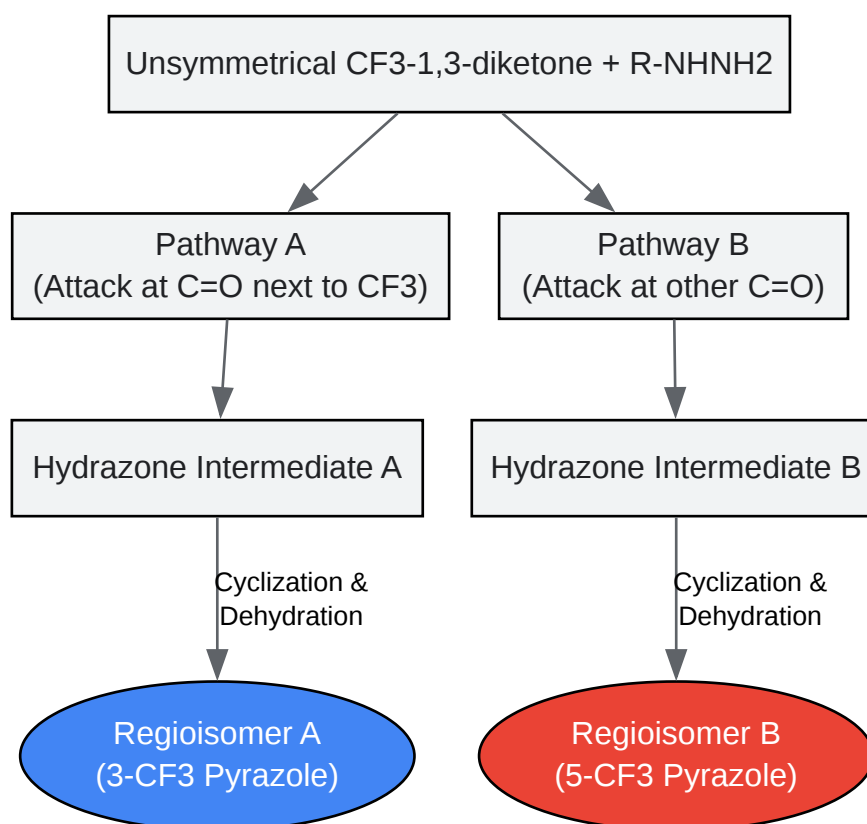 Unsymmetrical CF3-1,3-diketone + R-NHNH2
Pathway A
(Attack at C=O next to CF3)
Pathway B
(Attack at other C=O)
Hydrazone Intermediate A
Hydrazone Intermediate B
Cyclization &
Dehydration
Cyclization &
Dehydration
Regioisomer A
(3-CF3 Pyrazole)
Regioisomer B
(5-CF3 Pyrazole)